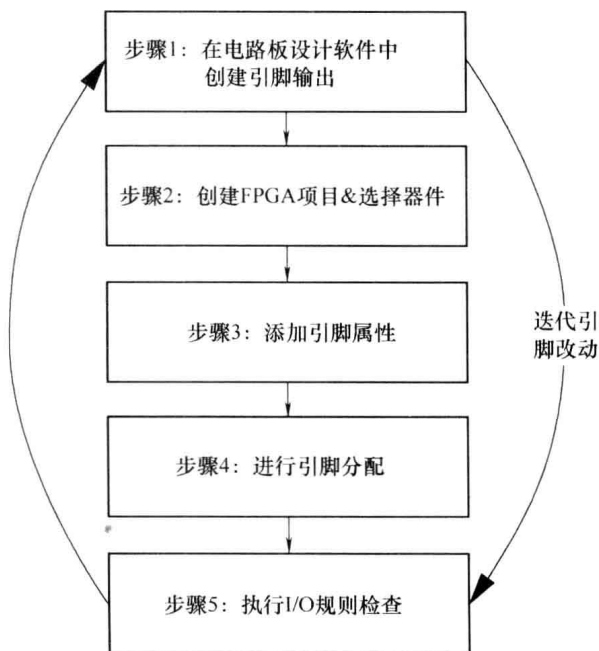 步骤1：在电路板设计软件中
创建引脚输出
步骤2：创建FPGA项目&选择器件
步骤3：添加引脚属性
迭代引
脚改动
步骤4：进行引脚分配
步骤5：执行I/O规则检查